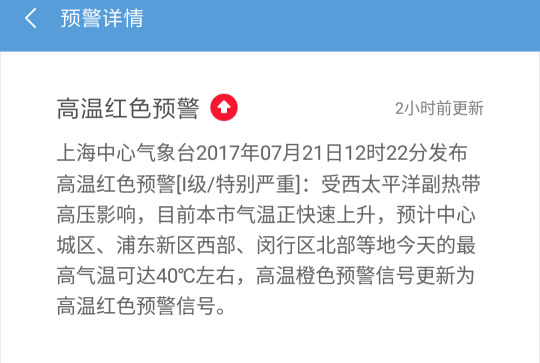 预警详情
高温红色预警
2小时前更新
上海中心气象台2017年07月21日12时22分发布
高温红色预警[I级/特别严重]：受西太平洋副热带
高压影响，目前本市气温正快速上升，预计中心
城区、浦东新区西部、闵行区北部等地今天的最
高气温可达40℃左右，高温橙色预警信号更新为
高温红色预警信号。